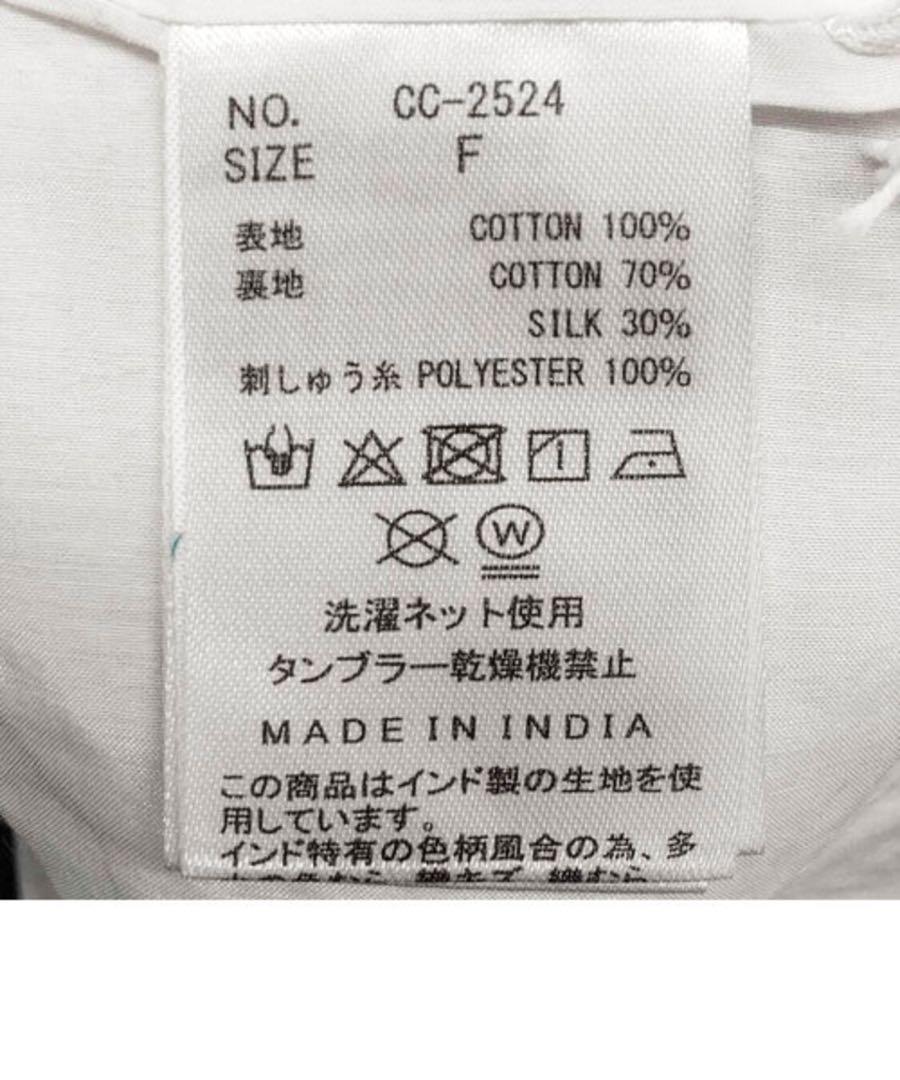 NO. CC-2524
SIZE F
表地 COTTON 100%
裏地 COTTON 70%
SILK 30%
刺しゅう糸 POLYESTER 100%
W
洗濯ネット使用
タンブラー乾燥機禁止
MADE IN INDIA
この商品はインド製の生地を使
用しています。
インド特有の色柄風合の為、多